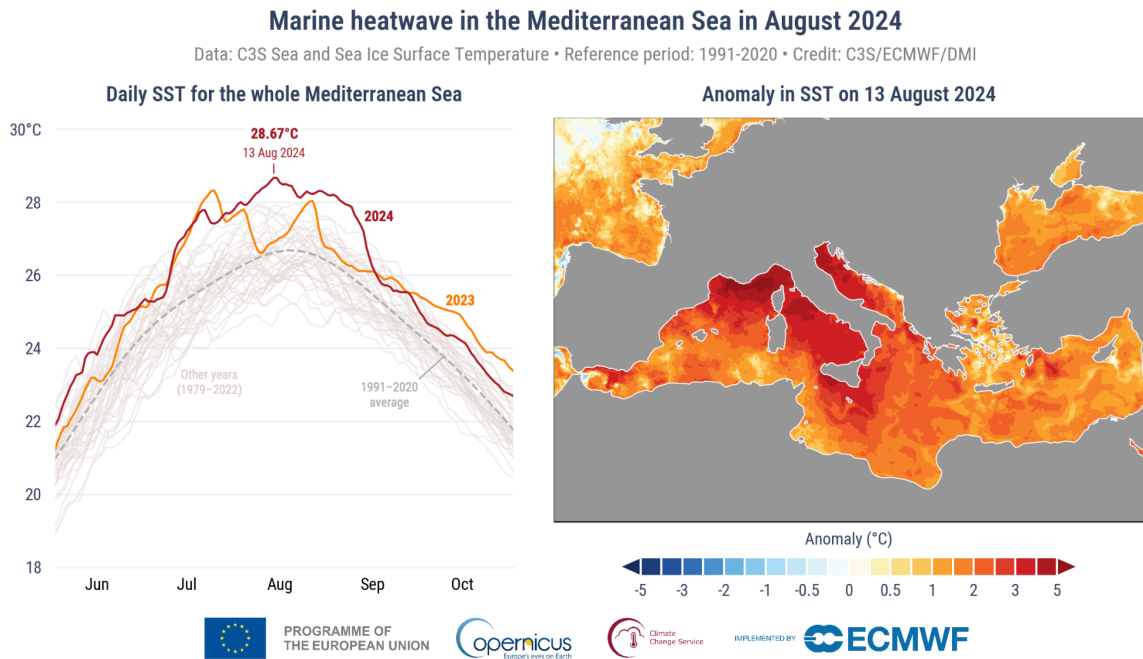 Marine heatwave in the Mediterranean Sea in August 2024
Data: C3S Sea and Sea Ice Surface Temperature • Reference period: 1991-2020 • Credit: C3S/ECMWF/DMI
Daily SST for the whole Mediterranean Sea
30°C
28
26
24
22
20
18
28.67°C
13 Aug 2024
2024
2023
Other years
(1979–2022)
1991–2020
average
Jun Jul Aug Sep Oct
Anomaly in SST on 13 August 2024
Anomaly (°C)
-5 -3 -2 -1 -0.5 0 0.5 1 2 3 5
PROGRAMME OF
THE EUROPEAN UNION
opernicus
Europe's eyes on Earth
Climate
Change Service
IMPLEMENTED BY
ECMWF